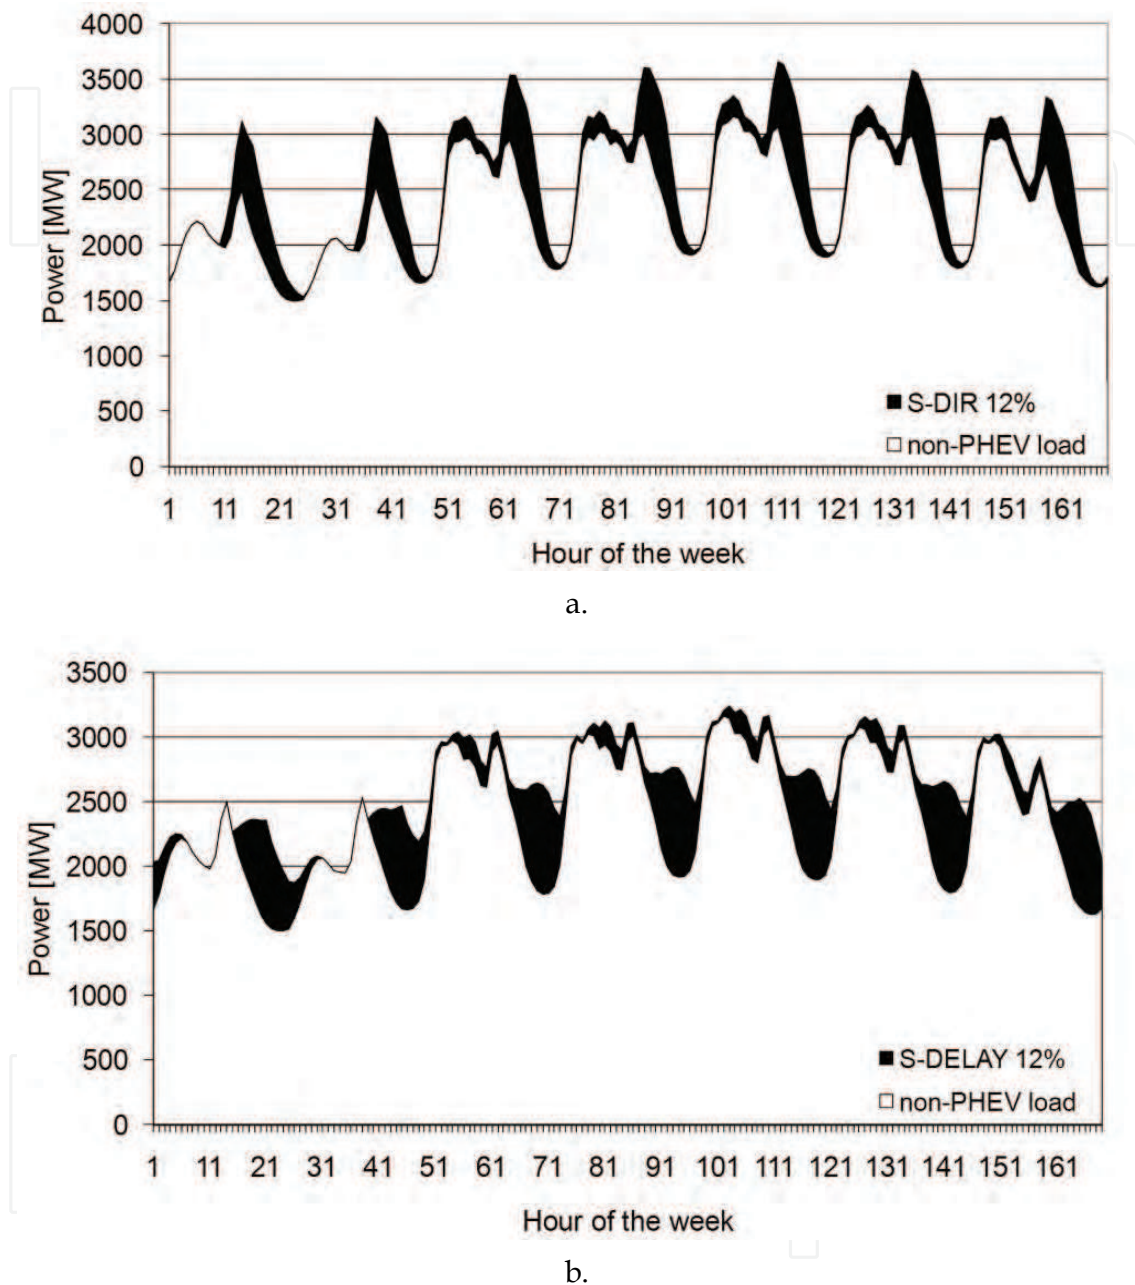 4000
3500
3000
2500
2000
1500
1000
500
0
Power [MW]
S-DIR 12%
non-PHEV load
1 11 21 31 41 51 61 71 81 91 101 111 121 131 141 151 161
Hour of the week
a.
3500
3000
2500
2000
1500
1000
500
0
Power [MW]
S-DELAY 12%
non-PHEV load
1 11 21 31 41 51 61 71 81 91 101 111 121 131 141 151 161
Hour of the week
b.